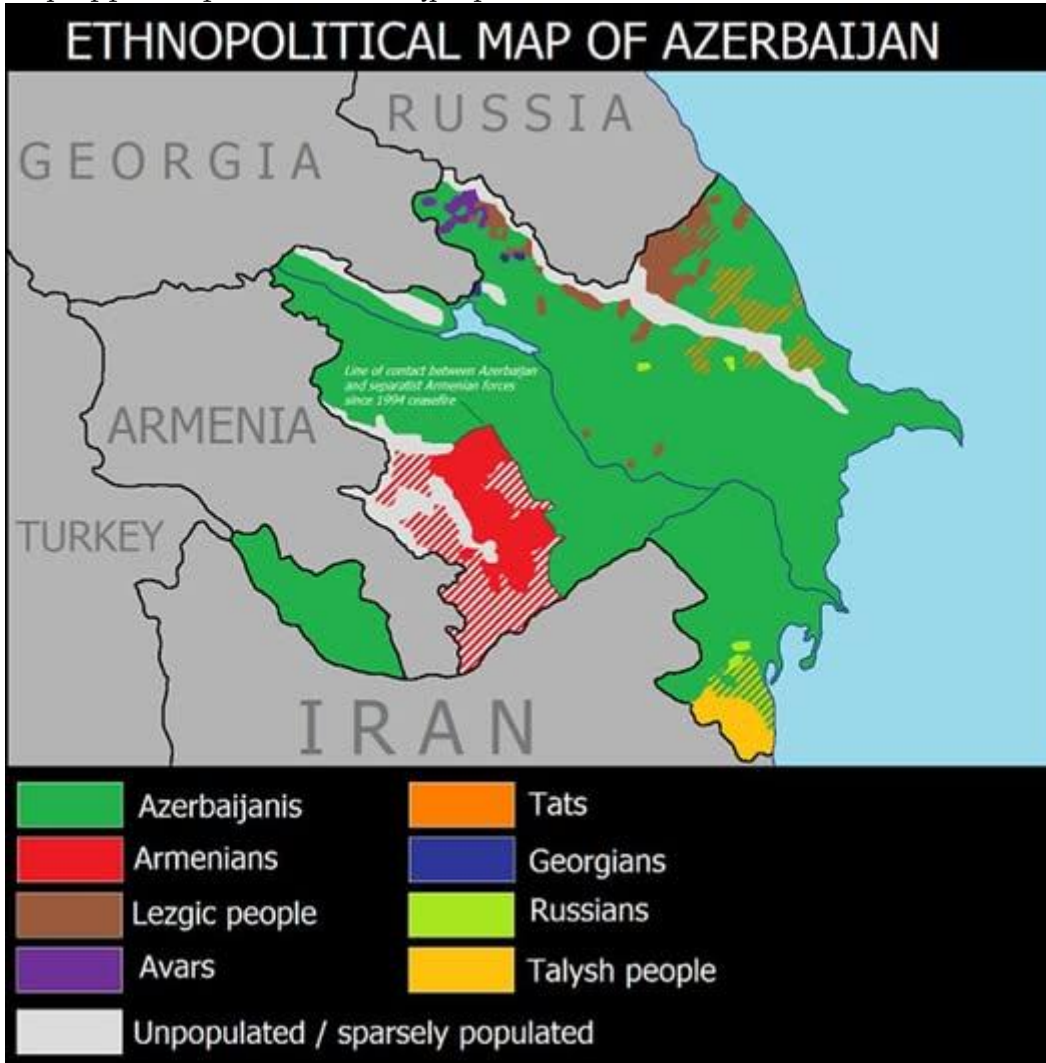 ETHNOPOLITICAL MAP OF AZERBAIJAN
RUSSIA
GEORGIA
Line of contact between Azerbaijan
and separatist Armenian forces
since 1994 ceasefire
ARMENIA
TURKEY
IRAN
Azerbaijanis
Tats
Armenians
Georgians
Lezgic people
Russians
Avars
Talysh people
Unpopulated / sparsely populated